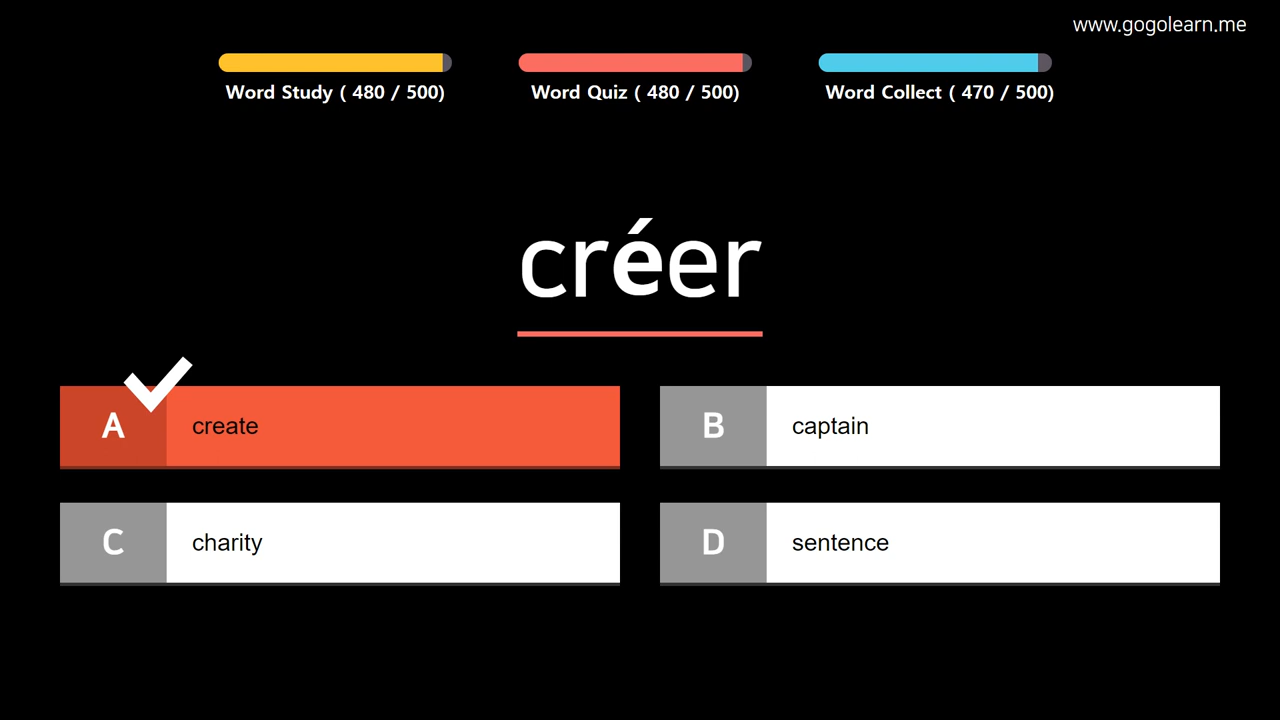 www.gogolearn.me
Word Study ( 480 / 500)
Word Quiz ( 480 / 500)
Word Collect ( 470 / 500)
créer
A create
B captain
C charity
D sentence